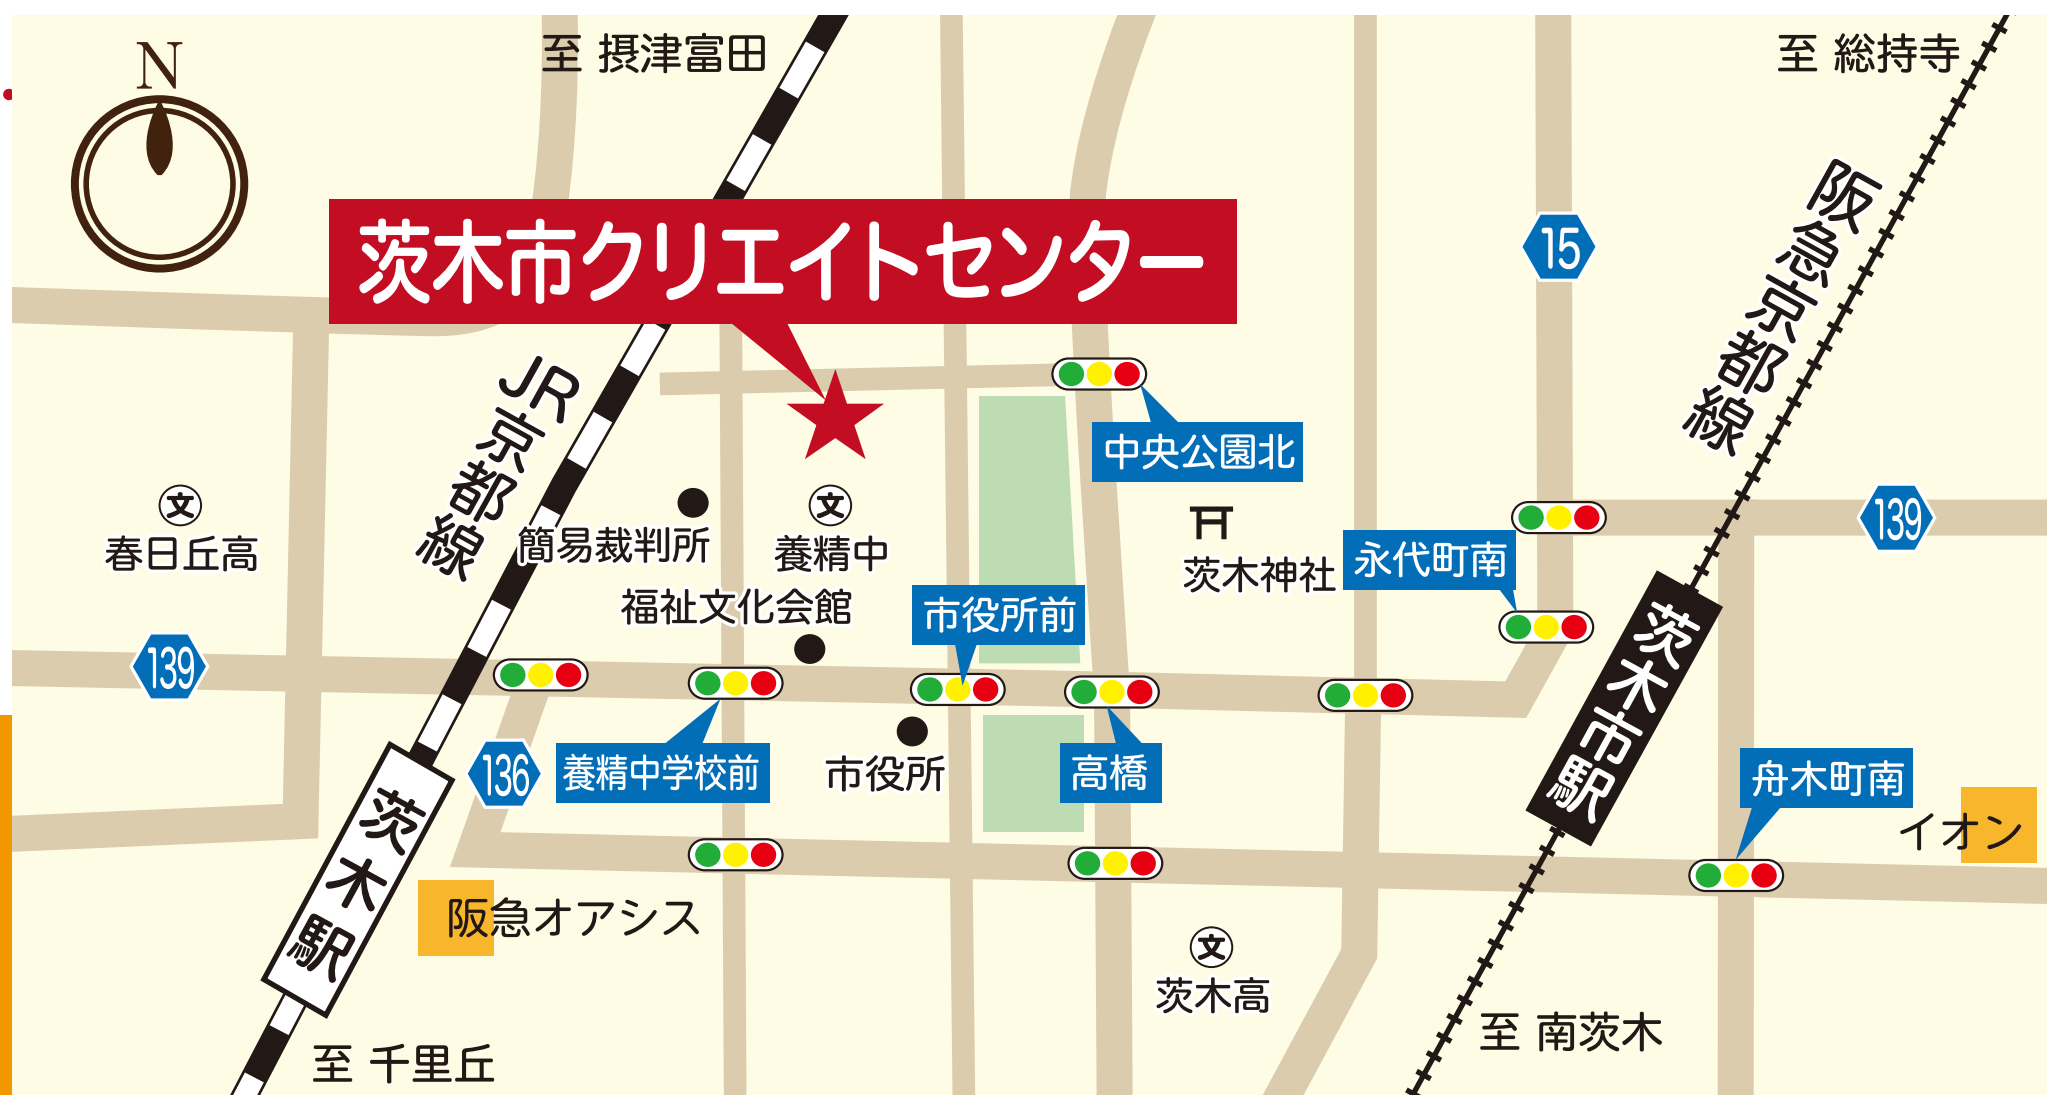 N
至 摂津富田
至 総持寺
阪急京都線
15
茨木市クリエイトセンター
JR京都線
中央公園北
文
春日丘高
簡易裁判所
文
養精中
茨木神社
永代町南
139
福祉文化会館
市役所前
139
茨木市駅
136
養精中学校前
市役所
高橋
舟木町南
イオン
茨木駅
阪急オアシス
文
茨木高
至 南茨木
至 千里丘